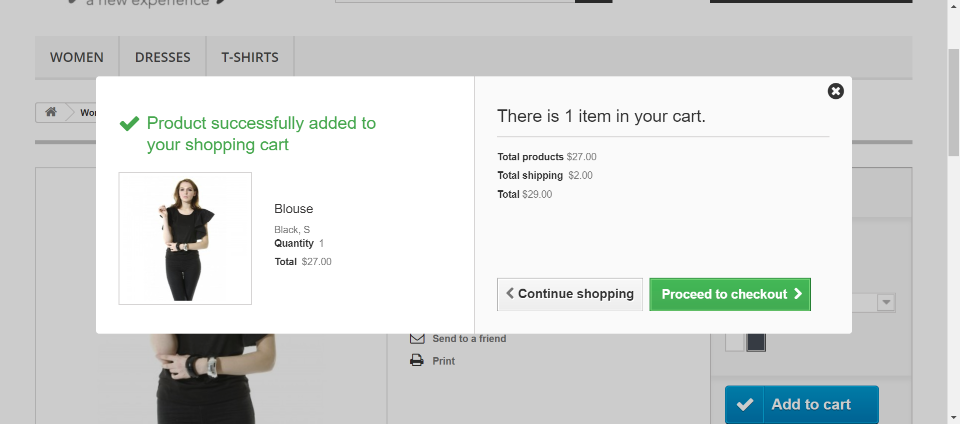 a new experience
WOMEN DRESSES T-SHIRTS
Product successfully added to
your shopping cart
Blouse
Black, S
Quantity 1
Total $27.00
There is 1 item in your cart.
Total products $27.00
Total shipping $2.00
Total $29.00
Continue shopping
Proceed to checkout
Send to a friend
Print
Add to cart